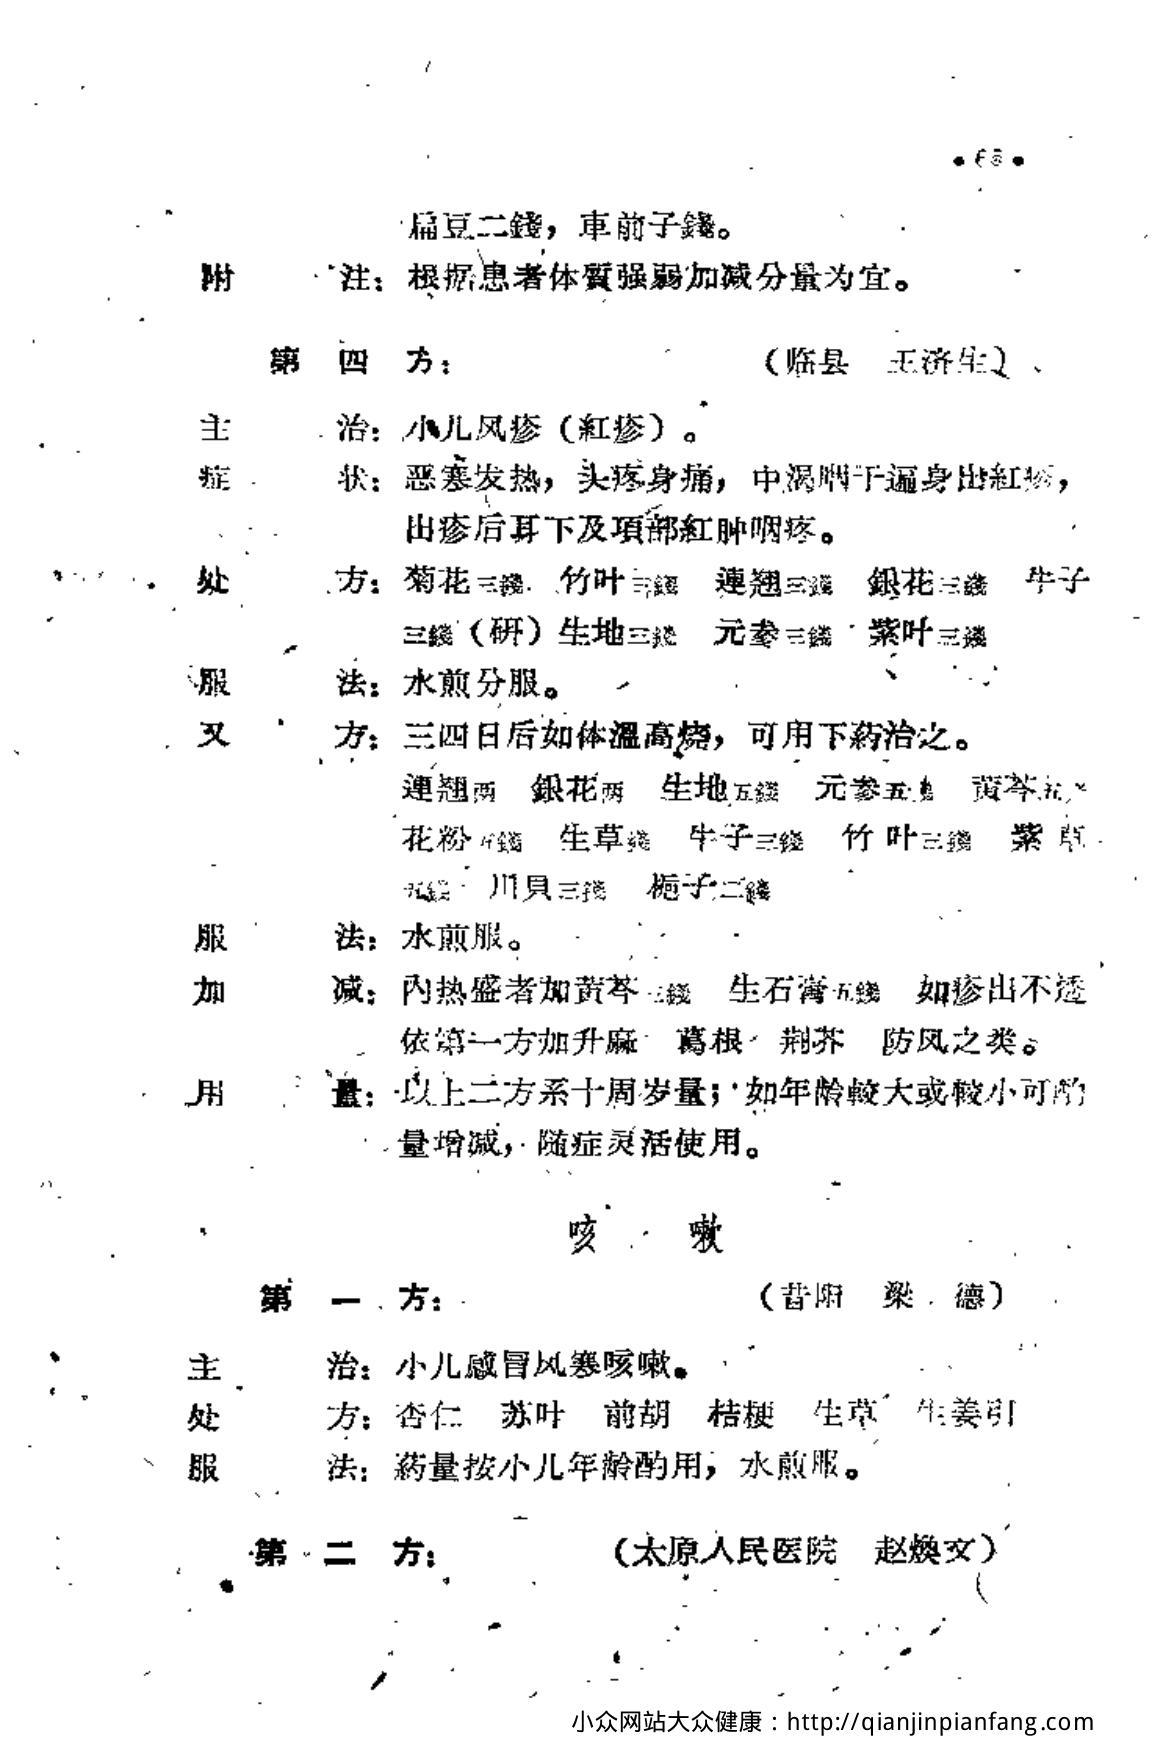 扁豆二錢，車前子錢。
附 注：根据患者体質强弱加减分量为宜。
第 四 方： （临县 王济生）
主 治：小儿风疹（紅疹）。
症 状：恶寒发热，头疼身痛，中渴咽干遍身出紅疹，
出疹后耳下及項部紅肿咽疼。
处 方：菊花三錢 竹叶三錢 連翘三錢 銀花三錢 牛子
三錢（研）生地三錢 元参三錢 紫叶三錢
服 法：水煎分服。
又 方：三四日后如体溫高烧，可用下葯治之。
連翘两 銀花两 生地五錢 元参五 黃芩五
花粉 錢 生草錢 牛子三錢 竹叶三錢 紫草
川貝三錢 梔子二錢
服 法：水煎服。
加 减：內热盛者加黃芩三錢 生石膏五錢 如疹出不透
依第一方加升麻 葛根 荆芥 防风之类。
用 量：以上二方系十周岁量；如年龄較大或較小可酌
量增减，随症灵活使用。
咳 嗽
第 一 方： （昔阳 梁 德）
主 治：小儿感冒风寒咳嗽。
处 方：杏仁 苏叶 前胡 桔梗 生草 生姜引
服 法：葯量按小儿年龄酌用，水煎服。
第 二 方： （太原人民医院 赵煥文）
小众网站大众健康：http://qianjinpianfang.com